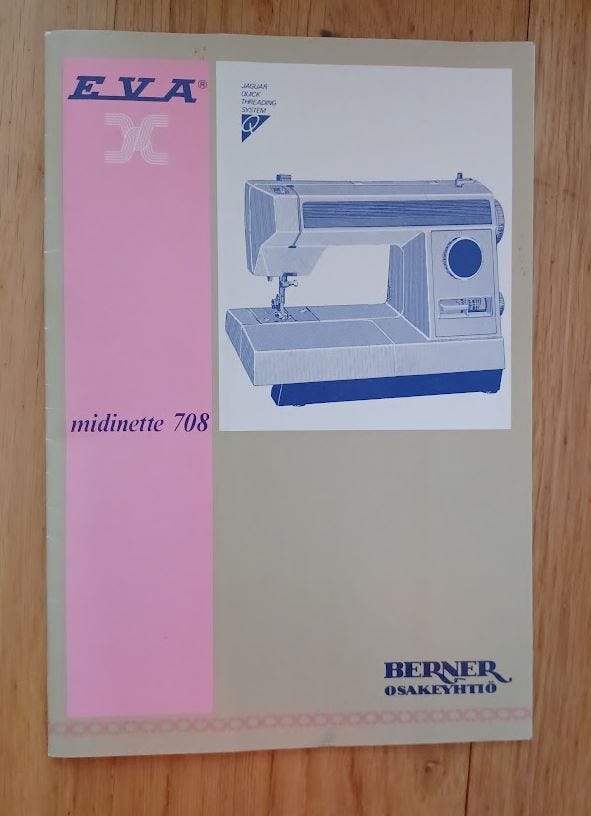 EVA®
JAGUAR
QUICK
THREADING
SYSTEM
Q
midinette 708
BERNER
OSAKEYHTIÖ